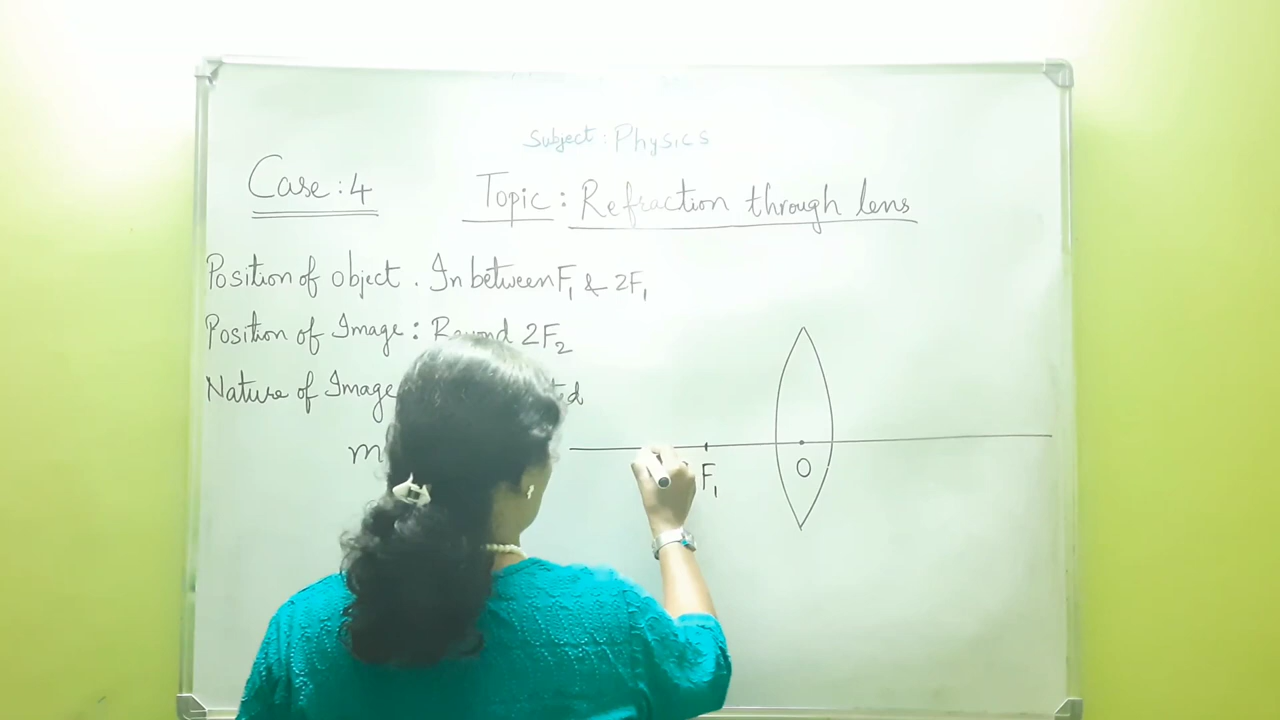 Subject : Physics
Case : 4
Topic : Refraction through lens
Position of object . In between F₁ & 2F₁
Position of Image : Beyond 2F₂
Nature of Image
m
F₁
O